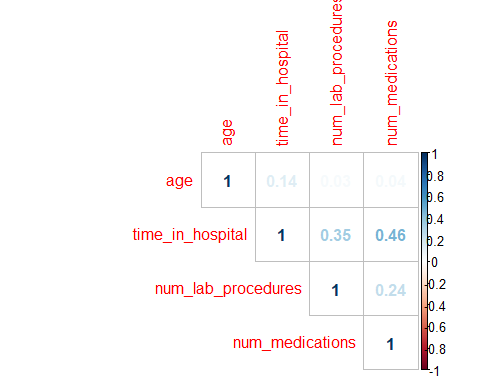 age
time_in_hospital
num_lab_procedures
num_medications
age 1 0.14 0.03 0.04
time_in_hospital 1 0.35 0.46
num_lab_procedures 1 0.24
num_medications 1
1
0.8
0.6
0.4
0.2
0
-0.2
-0.4
-0.6
-0.8
-1